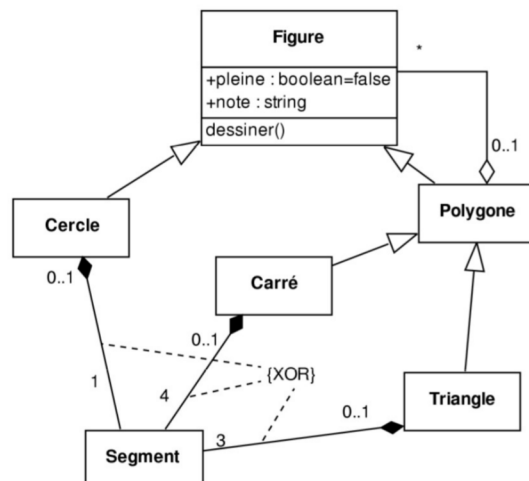 Figure
*
+pleine : boolean=false
+note : string
dessiner()
0..1
Cercle
Polygone
0..1
Carré
0..1
{XOR}
1
4
0..1
Triangle
3
Segment